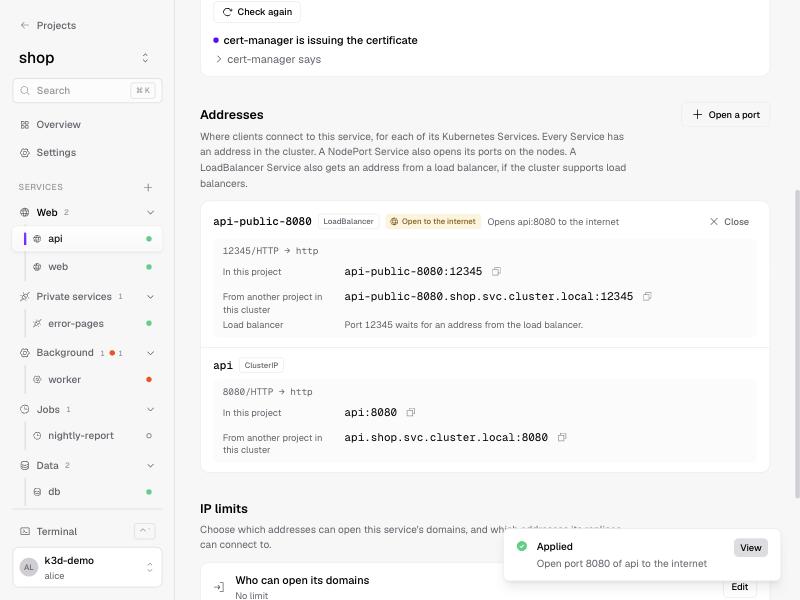 Projects
shop
Search
⌘ K
Overview
Settings
SERVICES
Web 2
api
web
Private services 1
error-pages
Background 1 1
worker
Jobs 1
nightly-report
Data 2
db
Terminal
AL
k3d-demo
alice
Check again
cert-manager is issuing the certificate
cert-manager says
Addresses
Open a port
Where clients connect to this service, for each of its Kubernetes Services. Every Service has
an address in the cluster. A NodePort Service also opens its ports on the nodes. A
LoadBalancer Service also gets an address from a load balancer, if the cluster supports load
balancers.
api-public-8080 LoadBalancer Open to the internet Opens api:8080 to the internet Close
12345/HTTP → http
In this project api-public-8080:12345
From another project in api-public-8080.shop.svc.cluster.local:12345
this cluster
Load balancer Port 12345 waits for an address from the load balancer.
api ClusterIP
8080/HTTP → http
In this project api:8080
From another project in api.shop.svc.cluster.local:8080
this cluster
IP limits
Choose which addresses can open this service's domains, and which addresses its replicas
can connect to.
Who can open its domains
No limit
Edit
Applied
Open port 8080 of api to the internet
View